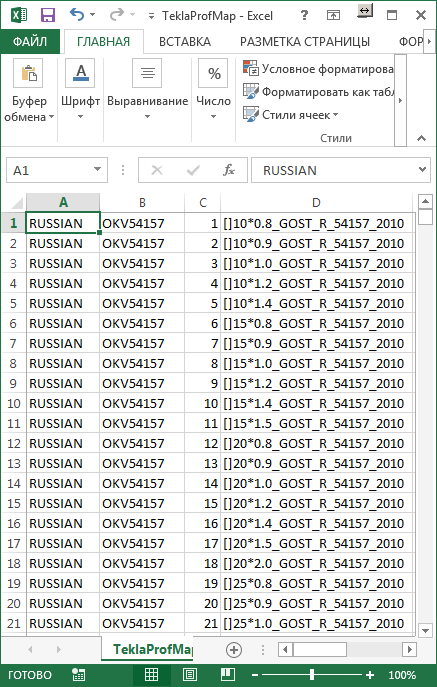 TeklaProfMap - Excel
ФАЙЛ ГЛАВНАЯ ВСТАВКА РАЗМЕТКА СТРАНИЦЫ ФОР
Буфер обмена
Шрифт
Выравнивание
Число
Условное форматирова
Форматировать как табл
Стили ячеек
Стили
A1 fx RUSSIAN
A B C D
1 RUSSIAN OKV54157 1 []10*0.8_GOST_R_54157_2010
2 RUSSIAN OKV54157 2 []10*0.9_GOST_R_54157_2010
3 RUSSIAN OKV54157 3 []10*1.0_GOST_R_54157_2010
4 RUSSIAN OKV54157 4 []10*1.2_GOST_R_54157_2010
5 RUSSIAN OKV54157 5 []10*1.4_GOST_R_54157_2010
6 RUSSIAN OKV54157 6 []15*0.8_GOST_R_54157_2010
7 RUSSIAN OKV54157 7 []15*0.9_GOST_R_54157_2010
8 RUSSIAN OKV54157 8 []15*1.0_GOST_R_54157_2010
9 RUSSIAN OKV54157 9 []15*1.2_GOST_R_54157_2010
10 RUSSIAN OKV54157 10 []15*1.4_GOST_R_54157_2010
11 RUSSIAN OKV54157 11 []15*1.5_GOST_R_54157_2010
12 RUSSIAN OKV54157 12 []20*0.8_GOST_R_54157_2010
13 RUSSIAN OKV54157 13 []20*0.9_GOST_R_54157_2010
14 RUSSIAN OKV54157 14 []20*1.0_GOST_R_54157_2010
15 RUSSIAN OKV54157 15 []20*1.2_GOST_R_54157_2010
16 RUSSIAN OKV54157 16 []20*1.4_GOST_R_54157_2010
17 RUSSIAN OKV54157 17 []20*1.5_GOST_R_54157_2010
18 RUSSIAN OKV54157 18 []20*2.0_GOST_R_54157_2010
19 RUSSIAN OKV54157 19 []25*0.8_GOST_R_54157_2010
20 RUSSIAN OKV54157 20 []25*0.9_GOST_R_54157_2010
21 RUSSIAN OKV54157 21 []25*1.0_GOST_R_54157_2010
TeklaProfMap
ГОТОВО 100%